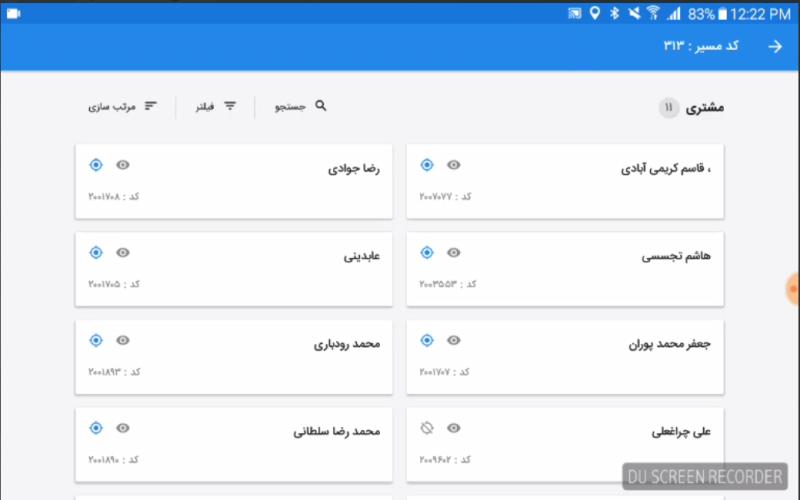 83% 12:22 PM
کد مسیر : ۳۱۳
مشتری ۱۱
جستجو
فیلتر
مرتب سازی
، قاسم کریمی آبادی
کد : ۲۰۰۷۰۷۷
رضا جوادی
کد : ۲۰۰۱۷۰۸
هاشم تجسسی
کد : ۲۰۰۳۵۵۳
عابدینی
کد : ۲۰۰۱۷۰۵
جعفر محمد پوران
کد : ۲۰۰۱۷۰۷
محمد رودباری
کد : ۲۰۰۱۸۹۳
علی چراغعلی
کد : ۲۰۰۹۶۰۲
محمد رضا سلطانی
کد : ۲۰۰۱۸۹۰
DU SCREEN RECORDER